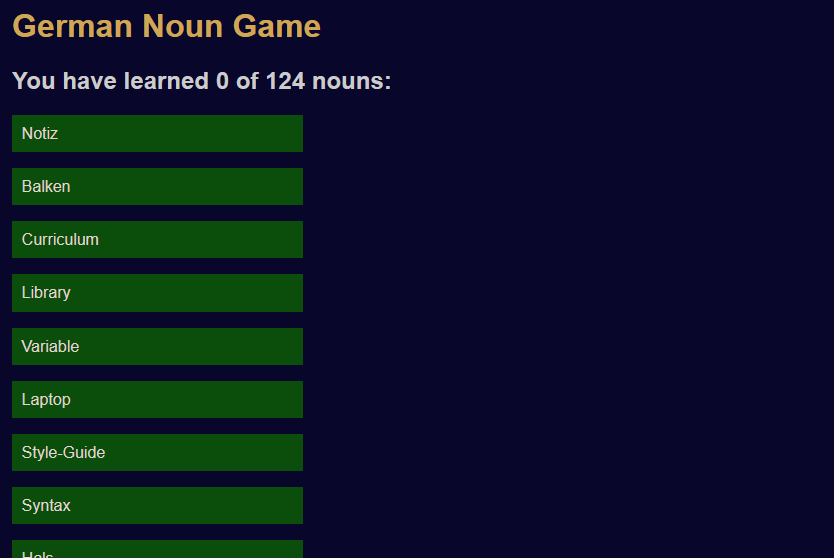 German Noun Game
You have learned 0 of 124 nouns:
Notiz
Balken
Curriculum
Library
Variable
Laptop
Style-Guide
Syntax